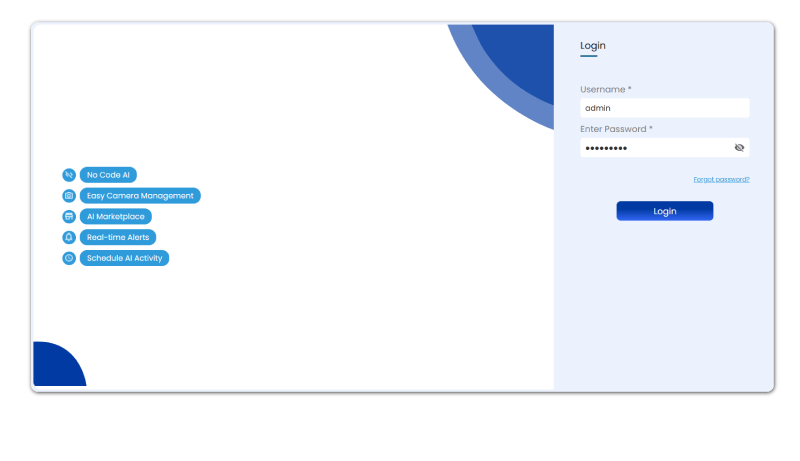 No Code AI
Easy Camera Management
AI Marketplace
Real-time Alerts
Schedule AI Activity
Login
Username *
admin
Enter Password *
•••••••••
Forgot password?
Login